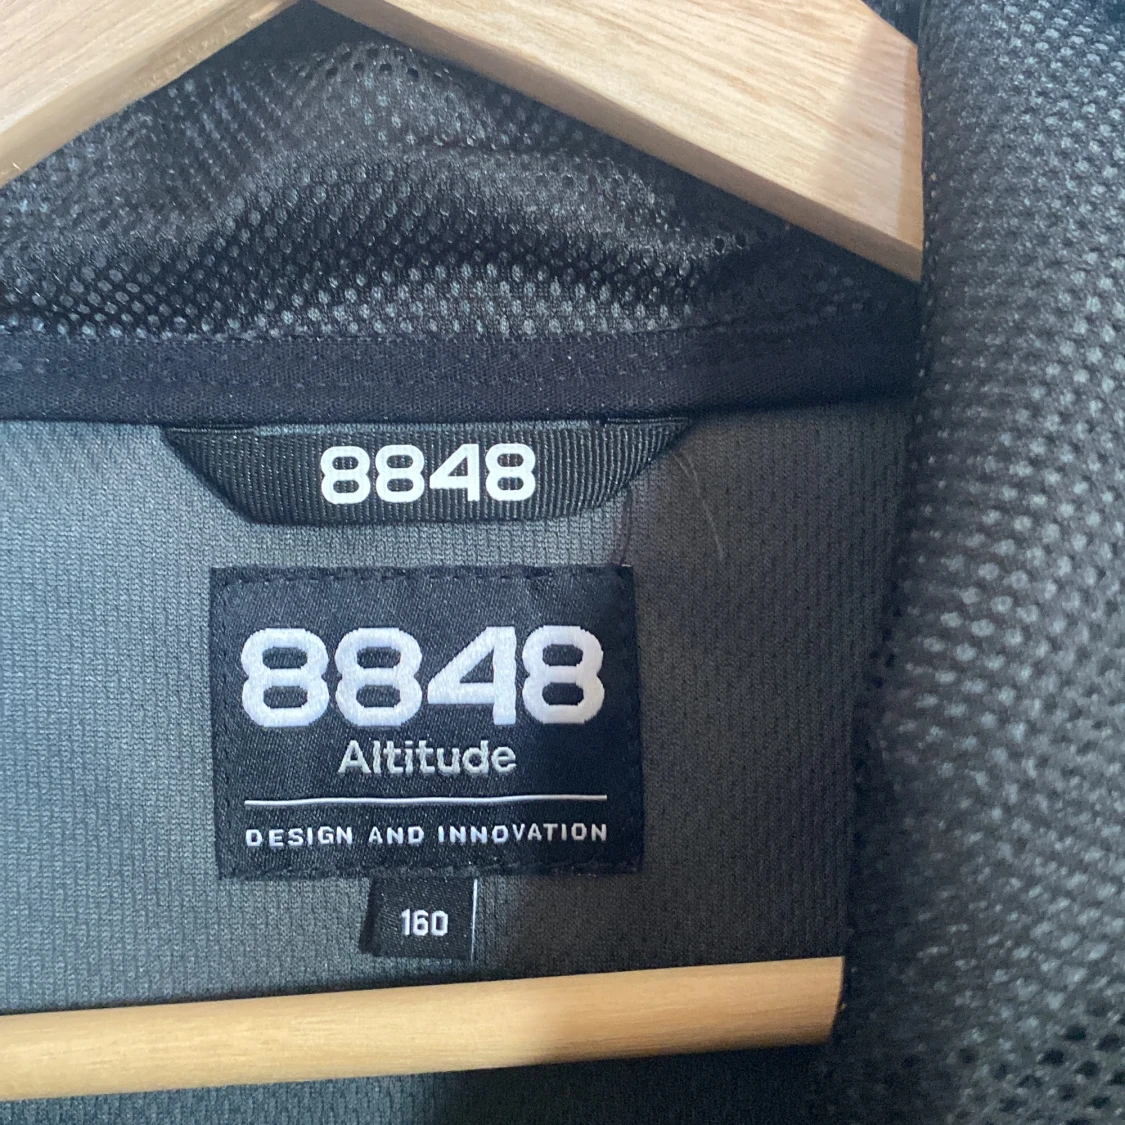 8848
8848
Altitude
DESIGN AND INNOVATION
160